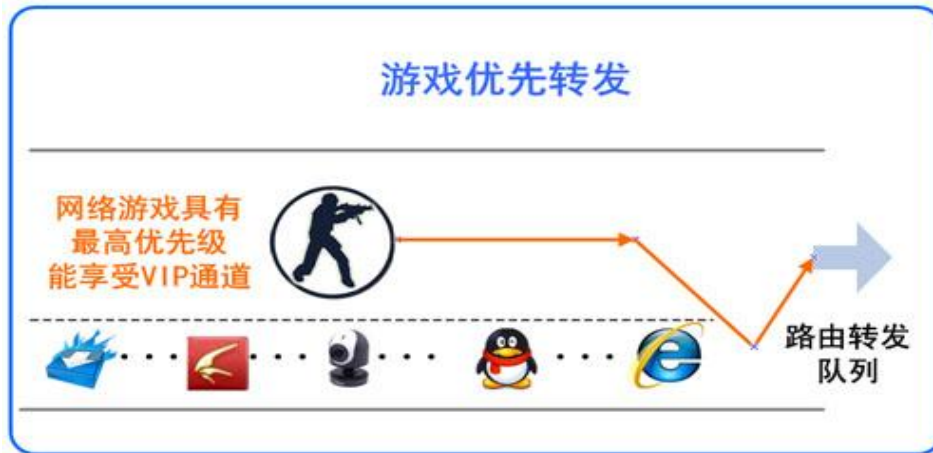 游戏优先转发
网络游戏具有
最高优先级
能享受VIP通道
路由转发
队列